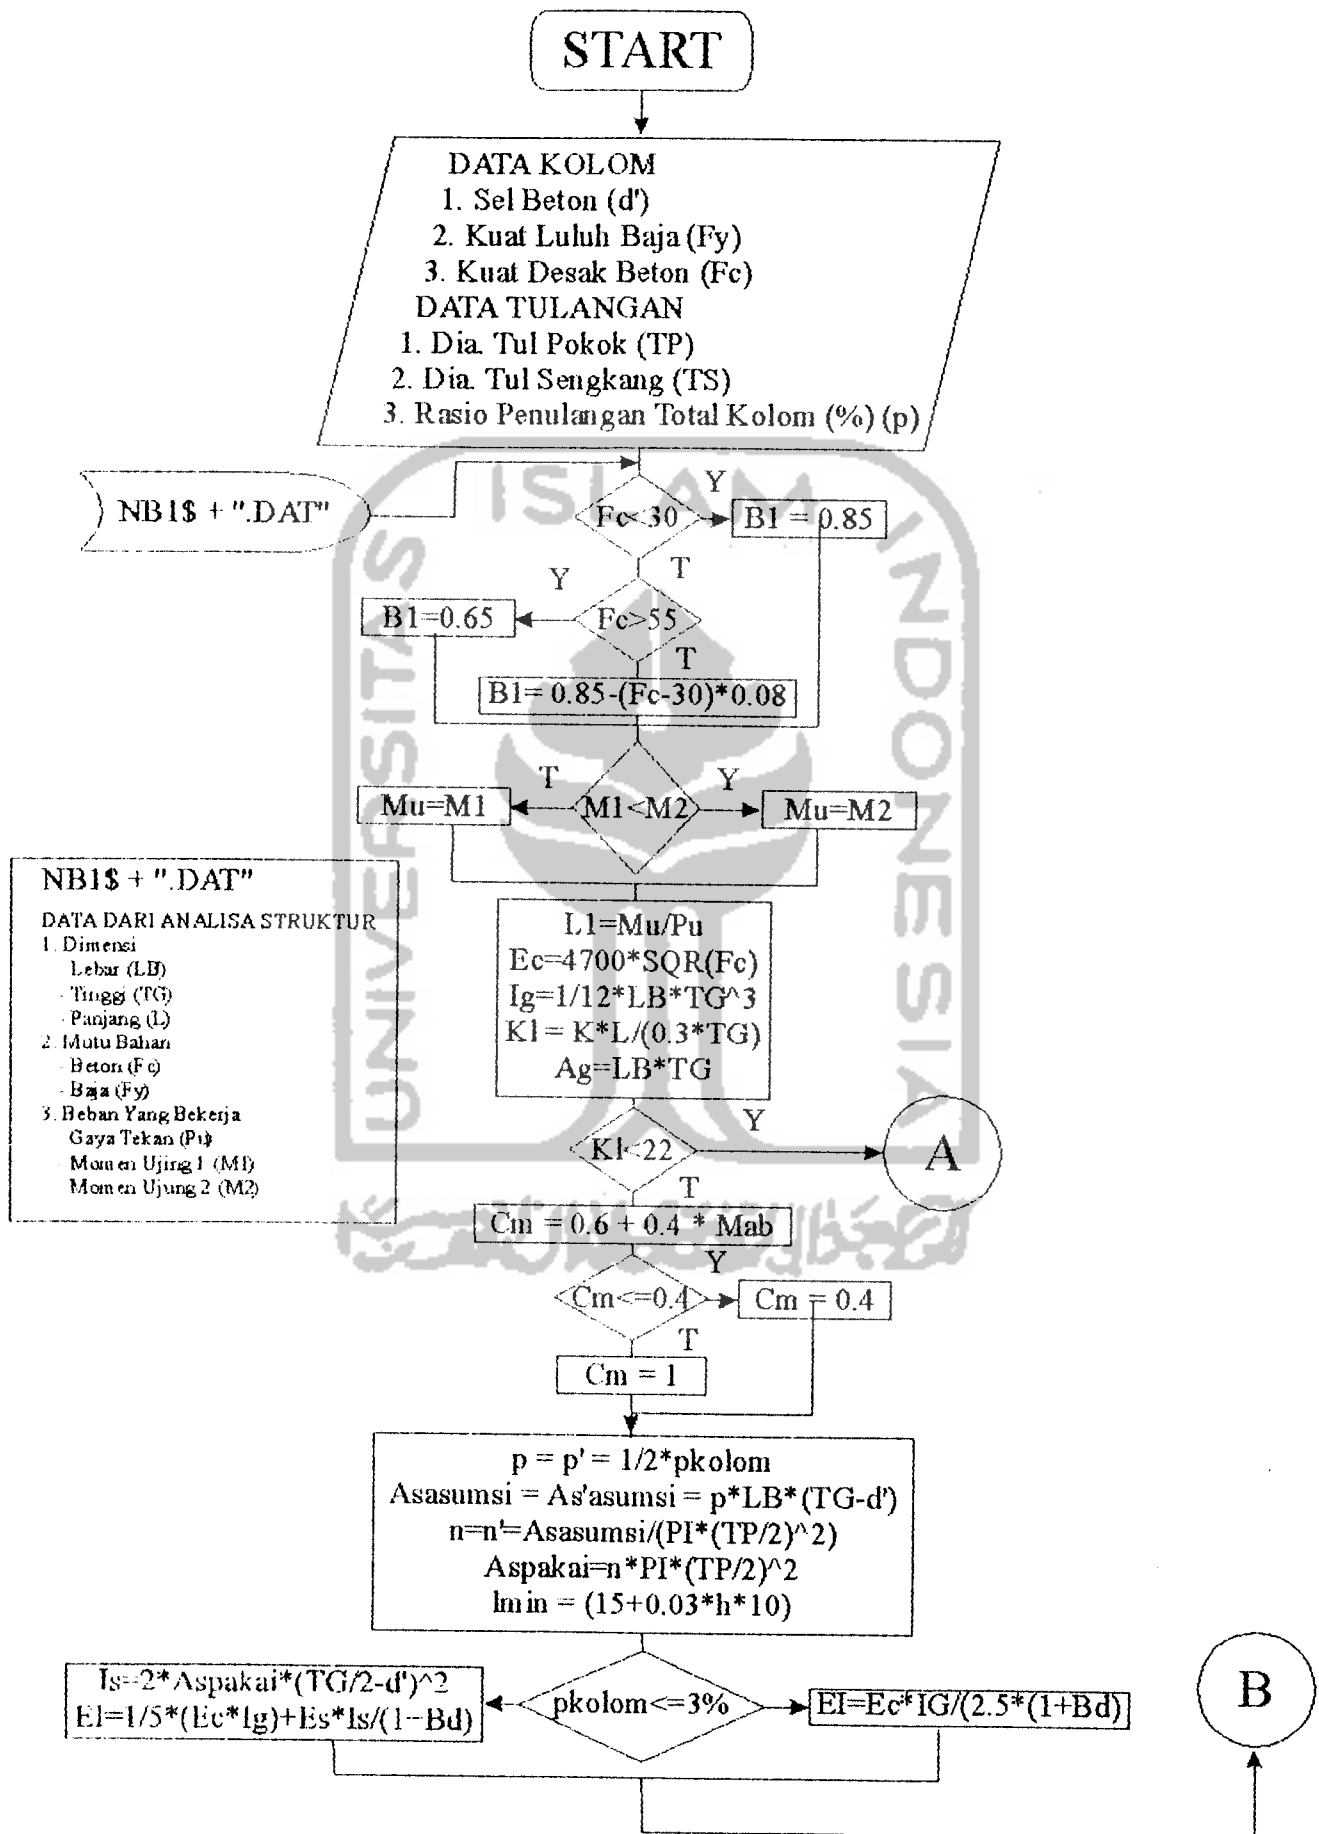 START
DATA KOLOM
1. Sel Beton (d')
2. Kuat Luluh Baja (Fy)
3. Kuat Desak Beton (Fc)
DATA TULANGAN
1. Dia. Tul Pokok (TP)
2. Dia. Tul Sengkang (TS)
3. Rasio Penulangan Total Kolom (%) (p)
NB1$ + ".DAT"
Fc<30
Y
B1 = 0.85
T
Y
B1=0.65
Fc>55
T
B1= 0.85-(Fc-30)*0.08
T
Y
Mu=M1
M1<M2
Mu=M2
NB1$ + ".DAT"
DATA DARI ANALISA STRUKTUR
1. Dimensi
Lebar (LB)
- Tinggi (TG)
- Panjang (L)
2. Mutu Bahan
- Beton (Fc)
- Baja (Fy)
3. Beban Yang Bekerja
Gaya Tekan (Pu)
Momen Ujing 1 (M1)
Momen Ujung 2 (M2)
L1=Mu/Pu
Ec=4700*SQR(Fc)
Ig=1/12*LB*TG^3
Kl= K*L/(0.3*TG)
Ag=LB*TG
Kl<22
Y
A
T
Cm = 0.6 + 0.4 * Mab
Y
Cm<=0.4
Cm = 0.4
T
Cm = 1
p = p' = 1/2*pkolom
Asasumsi = As'asumsi = p*LB*(TG-d')
n=n'=Asasumsi/(PI*(TP/2)^2)
Aspakai=n*PI*(TP/2)^2
lmin = (15+0.03*h*10)
Is=2*Aspakai*(TG/2-d')^2
EI=1/5*(Ec*Ig)+Es*Is/(1-Bd)
pkolom<=3%
EI=Ec*IG/(2.5*(1+Bd)
B
UNIVERSITAS
ISLAM
INDONESIA